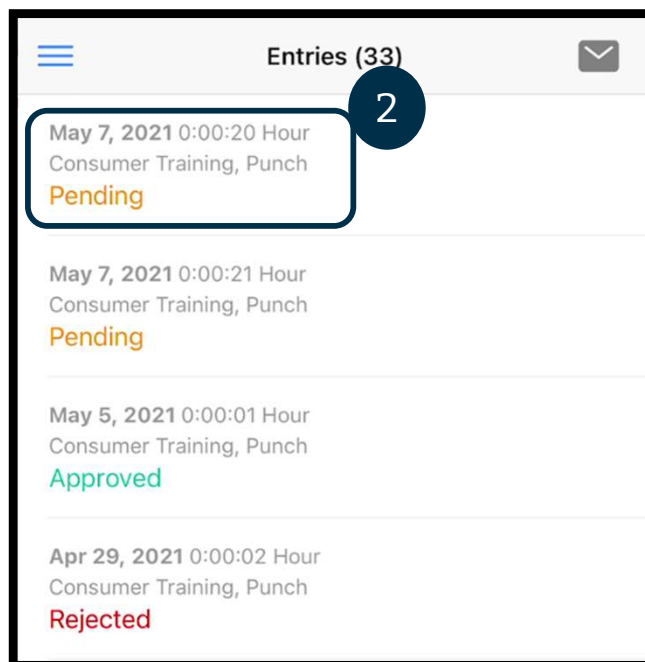 Entries (33)
2
May 7, 2021 0:00:20 Hour
Consumer Training, Punch
Pending
May 7, 2021 0:00:21 Hour
Consumer Training, Punch
Pending
May 5, 2021 0:00:01 Hour
Consumer Training, Punch
Approved
Apr 29, 2021 0:00:02 Hour
Consumer Training, Punch
Rejected